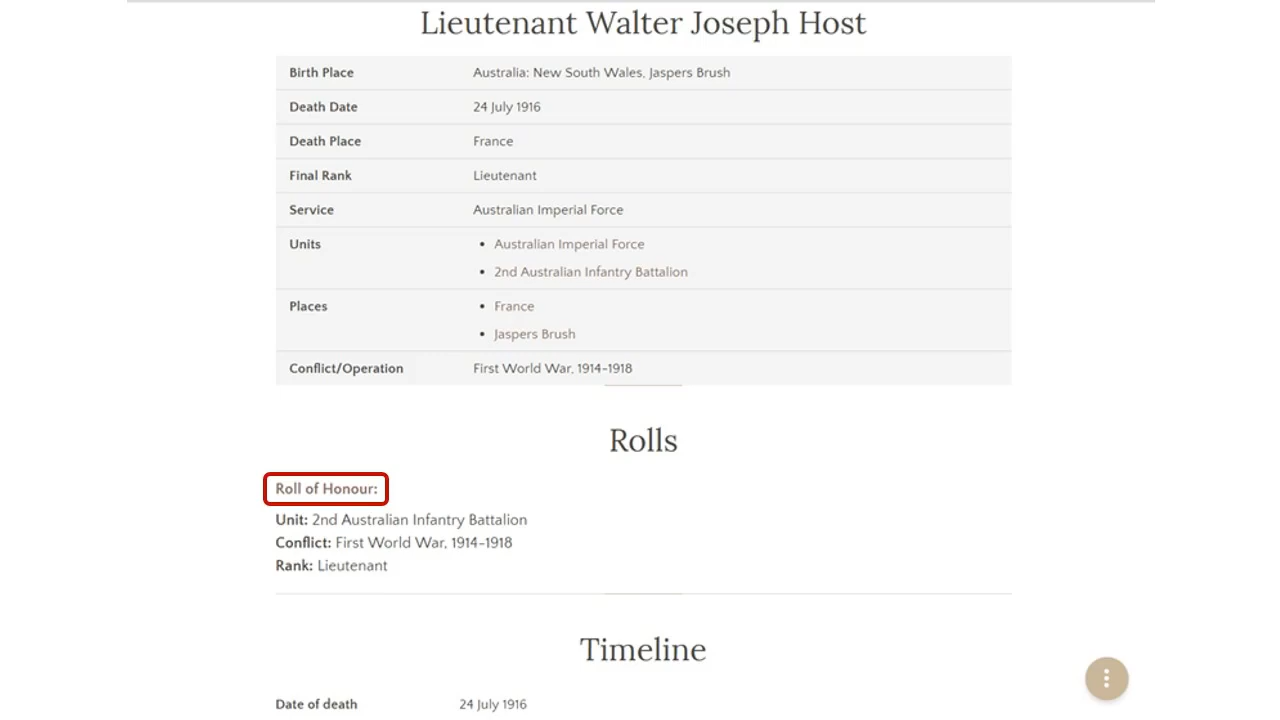 Lieutenant Walter Joseph Host
Birth Place Australia: New South Wales, Jaspers Brush
Death Date 24 July 1916
Death Place France
Final Rank Lieutenant
Service Australian Imperial Force
Units • Australian Imperial Force
• 2nd Australian Infantry Battalion
Places • France
• Jaspers Brush
Conflict/Operation First World War, 1914-1918
Rolls
Roll of Honour:
Unit: 2nd Australian Infantry Battalion
Conflict: First World War, 1914-1918
Rank: Lieutenant
Timeline
Date of death 24 July 1916